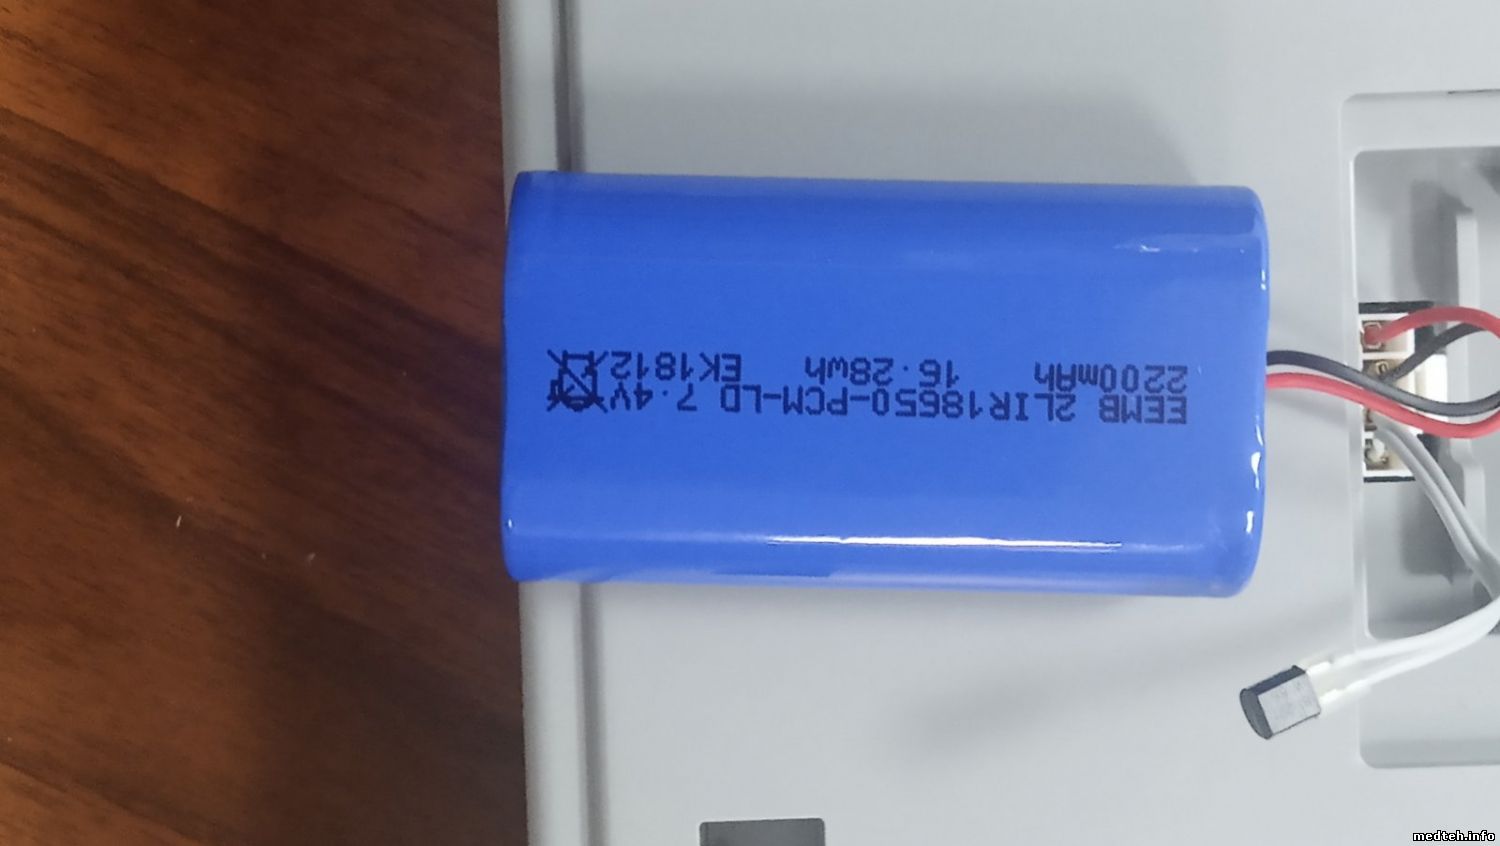 EEMB 2LIR18650-PCM-LD 7.4V
2200mAh 16.28Wh EK1812
medteh.info